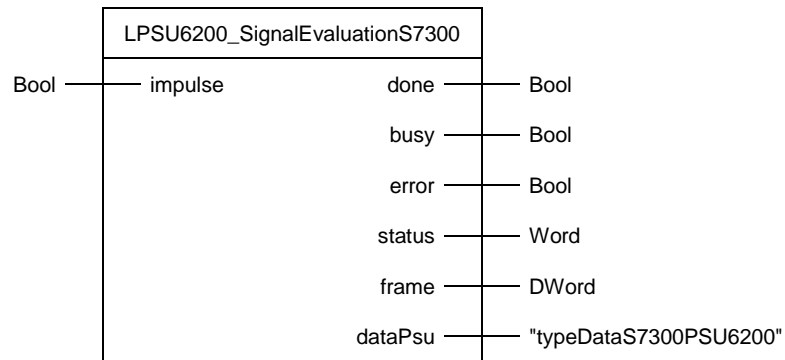 LPSU6200_SignalEvaluationS7300
Bool impulse done Bool
busy Bool
error Bool
status Word
frame DWord
dataPsu "typeDataS7300PSU6200"